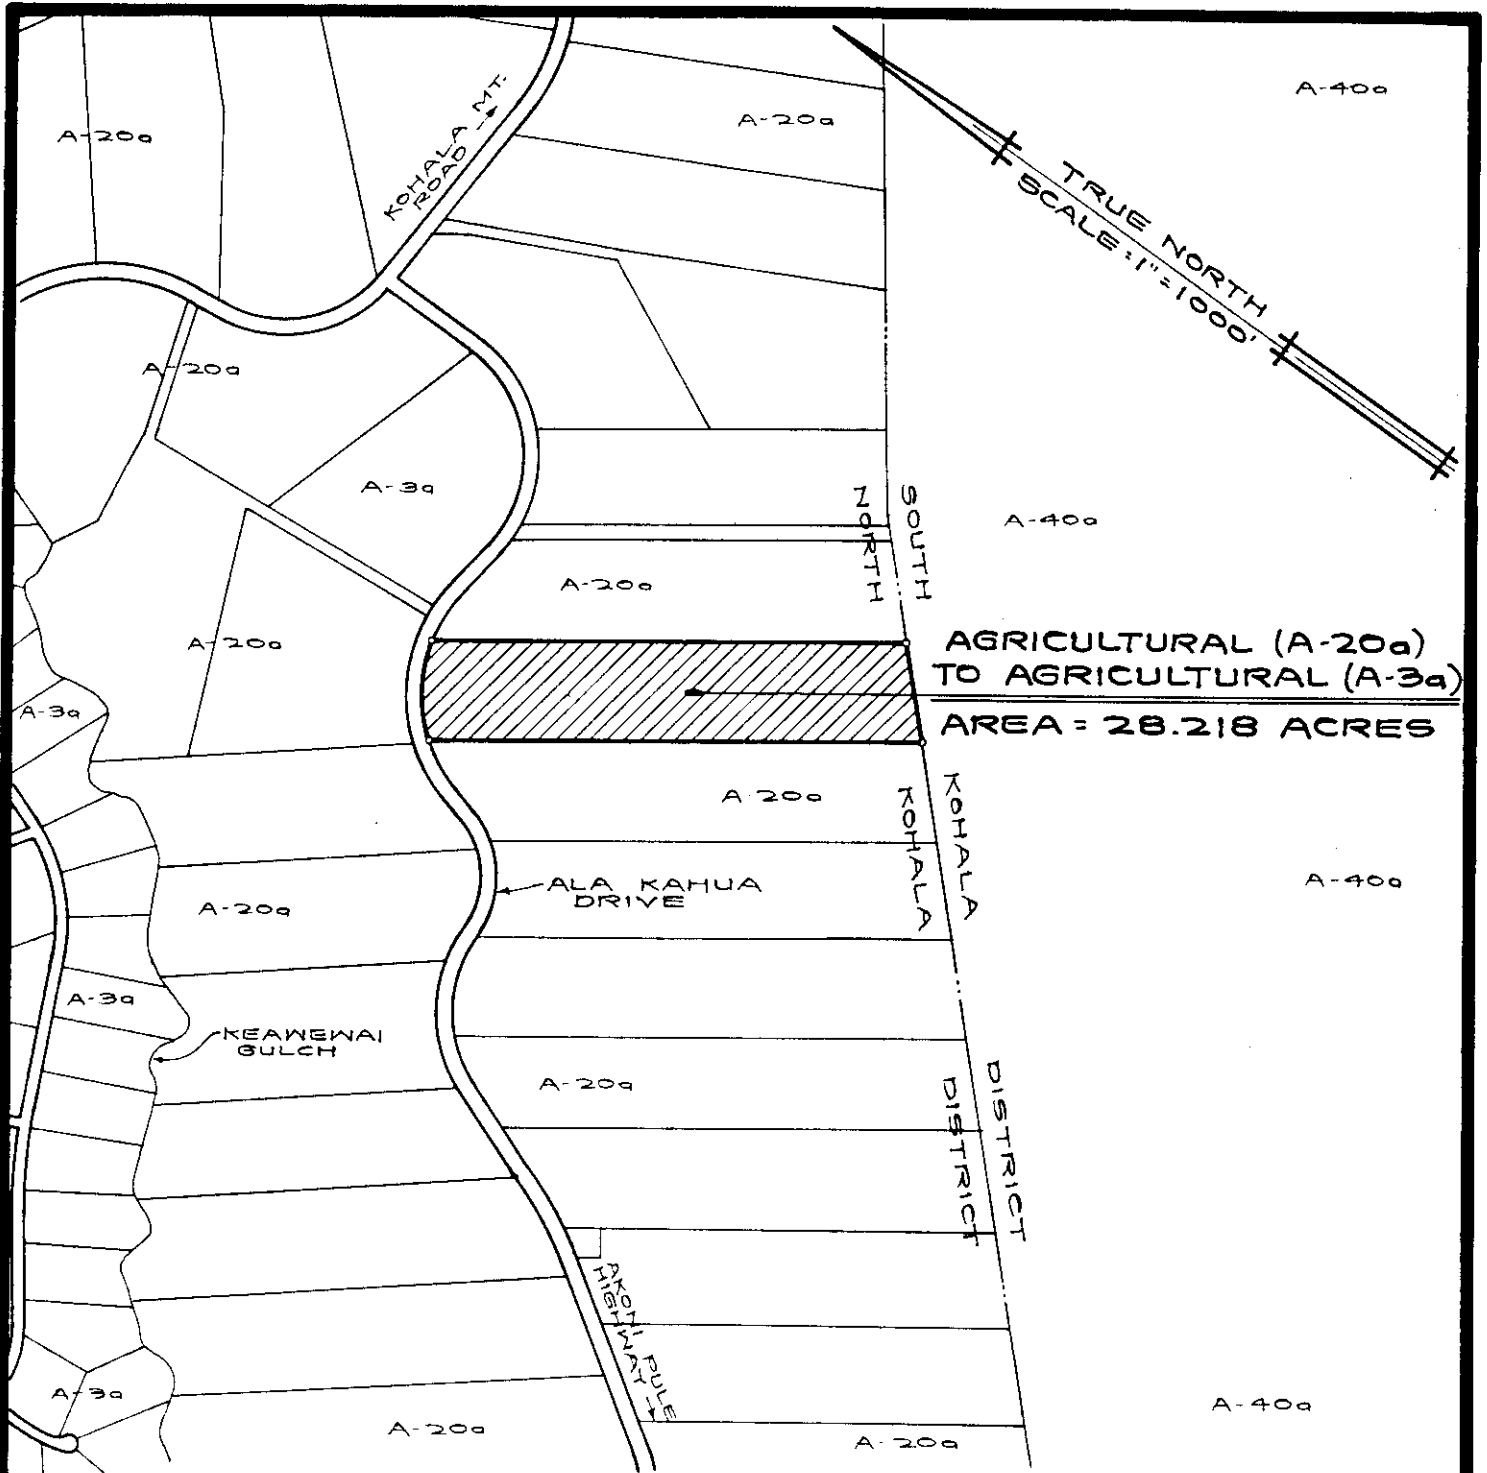 A-40a
A-20a
A-20a
KOHALA MT.
ROAD
TRUE NORTH
SCALE : 1" = 1000'
A-20a
A-3a
NORTH
SOUTH
A-40a
A-20a
A-20a
AGRICULTURAL (A-20a)
TO AGRICULTURAL (A-3a)
AREA = 28.218 ACRES
A-3a
A-20a
KOHALA
KOHALA
ALA KAHUA
DRIVE
A-40a
A-20a
A-3a
KEAWEWAI
GULCH
A-20a
DISTRICT
DISTRICT
AKONI PULE
HIGHWAY
A-3a
A-20a
A-20a
A-40a